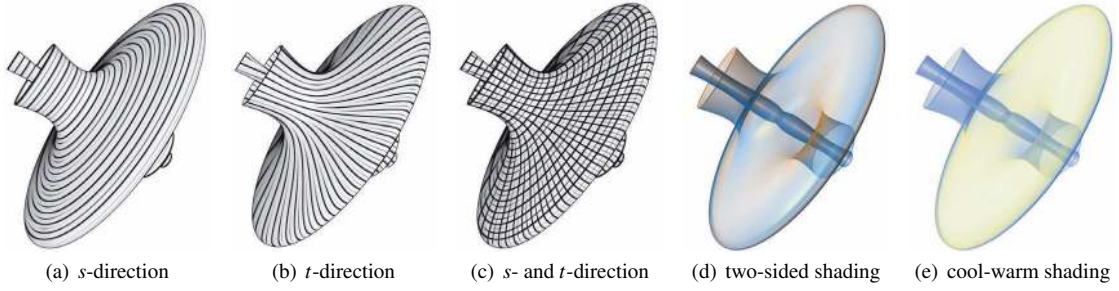 (a) s-direction
(b) t-direction
(c) s- and t-direction
(d) two-sided shading
(e) cool-warm shading